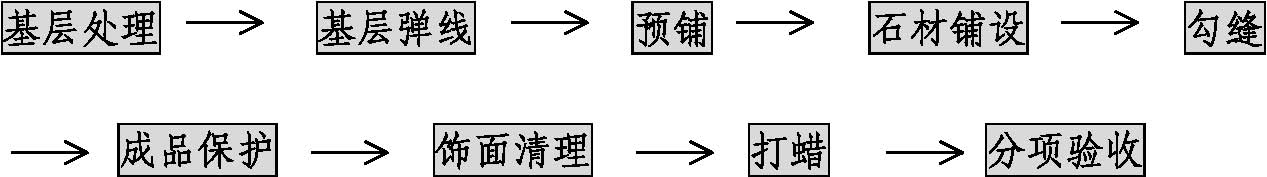 基层处理 → 基层弹线 → 预铺 → 石材铺设 → 勾缝
→ 成品保护 → 饰面清理 → 打蜡 → 分项验收